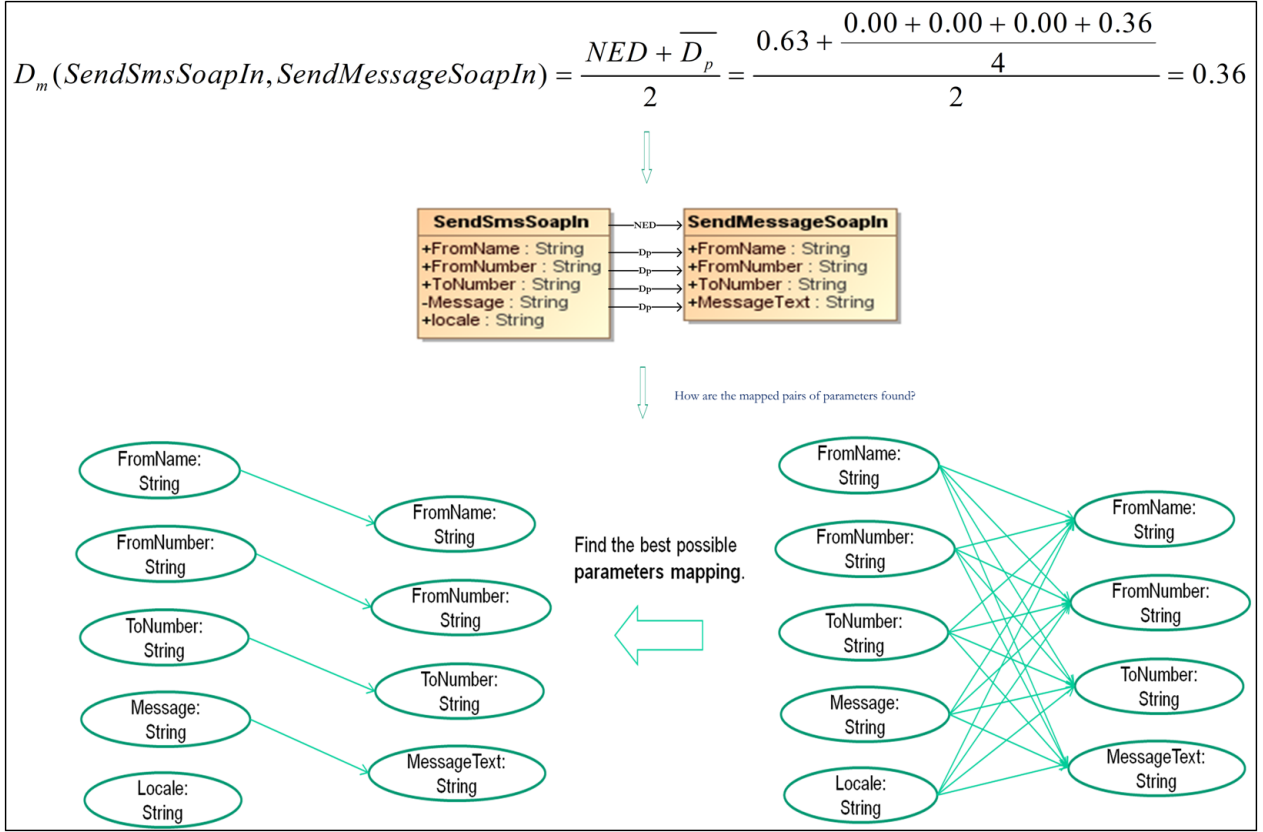 D_m(SendSmsSoapIn, SendMessageSoapIn) = (NED + \overline{D_p}) / 2 = (0.63 + (0.00 + 0.00 + 0.00 + 0.36) / 4) / 2 = 0.36
SendSmsSoapIn
+FromName : String
+FromNumber : String
+ToNumber : String
-Message : String
+locale : String
NED
Dp
Dp
Dp
Dp
SendMessageSoapIn
+FromName : String
+FromNumber : String
+ToNumber : String
+MessageText : String
How are the mapped pairs of parameters found?
FromName:
String
FromNumber:
String
ToNumber:
String
Message:
String
Locale:
String
FromName:
String
FromNumber:
String
ToNumber:
String
MessageText:
String
Find the best possible
parameters mapping.
FromName:
String
FromNumber:
String
ToNumber:
String
Message:
String
Locale:
String
FromName:
String
FromNumber:
String
ToNumber:
String
MessageText:
String